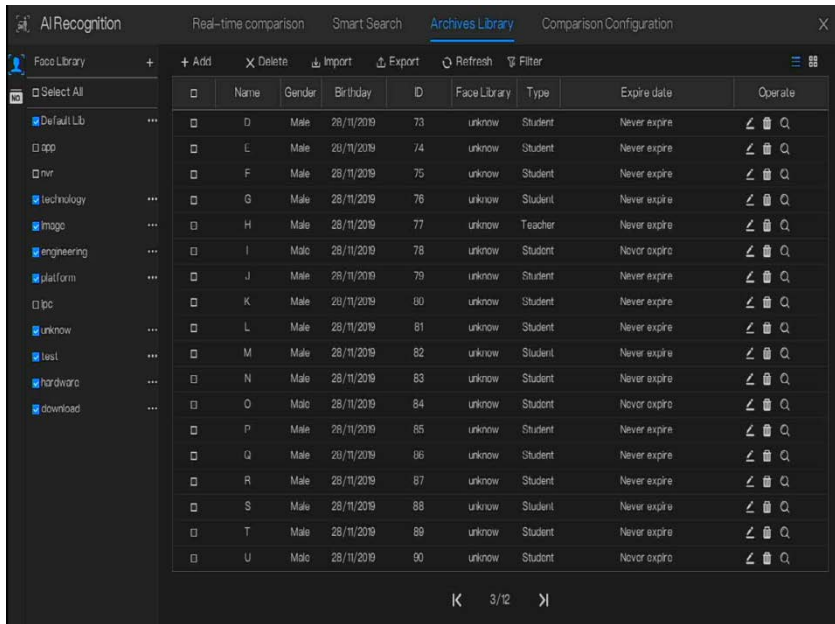 AI Recognition Real-time comparison Smart Search Archives Library Comparison Configuration X
Face Library + + Add Delete Import Export Refresh Filter
NO Select All Name Gender Birthday ID Face Library Type Expire date Operate
Default Lib ... D Male 28/11/2019 73 unknow Student Never expire
app E Male 28/11/2019 74 unknow Student Never expire
nvr F Male 28/11/2019 75 unknow Student Never expire
technology ... G Male 28/11/2019 76 unknow Student Never expire
image ... H Male 28/11/2019 77 unknow Teacher Never expire
engineering ... I Male 28/11/2019 78 unknow Student Never expire
platform ... J Male 28/11/2019 79 unknow Student Never expire
ipc K Male 28/11/2019 80 unknow Student Never expire
unknow ... L Male 28/11/2019 81 unknow Student Never expire
test ... M Male 28/11/2019 82 unknow Student Never expire
hardware ... N Male 28/11/2019 83 unknow Student Never expire
download ... O Male 28/11/2019 84 unknow Student Never expire
P Male 28/11/2019 85 unknow Student Never expire
Q Male 28/11/2019 86 unknow Student Never expire
R Male 28/11/2019 87 unknow Student Never expire
S Male 28/11/2019 88 unknow Student Never expire
T Male 28/11/2019 89 unknow Student Never expire
U Male 28/11/2019 90 unknow Student Never expire
3/12